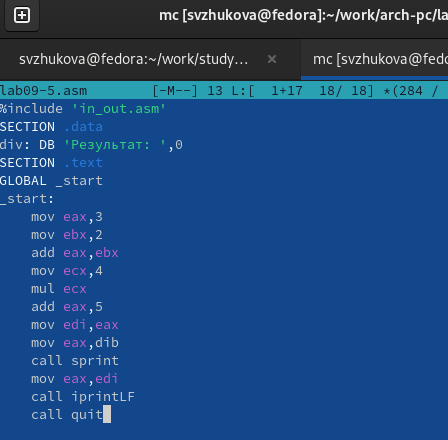 mc [svzhukova@fedora]:~/work/arch-pc/la
svzhukova@fedora:~/work/study... × mc [svzhukova@fedo
lab09-5.asm [-M--] 13 L:[ 1+17 18/ 18] *(284 /
%include 'in_out.asm'
SECTION .data
div: DB 'Результат: ',0
SECTION .text
GLOBAL _start
_start:
mov eax,3
mov ebx,2
add eax,ebx
mov ecx,4
mul ecx
add eax,5
mov edi,eax
mov eax,dib
call sprint
mov eax,edi
call iprintLF
call quit